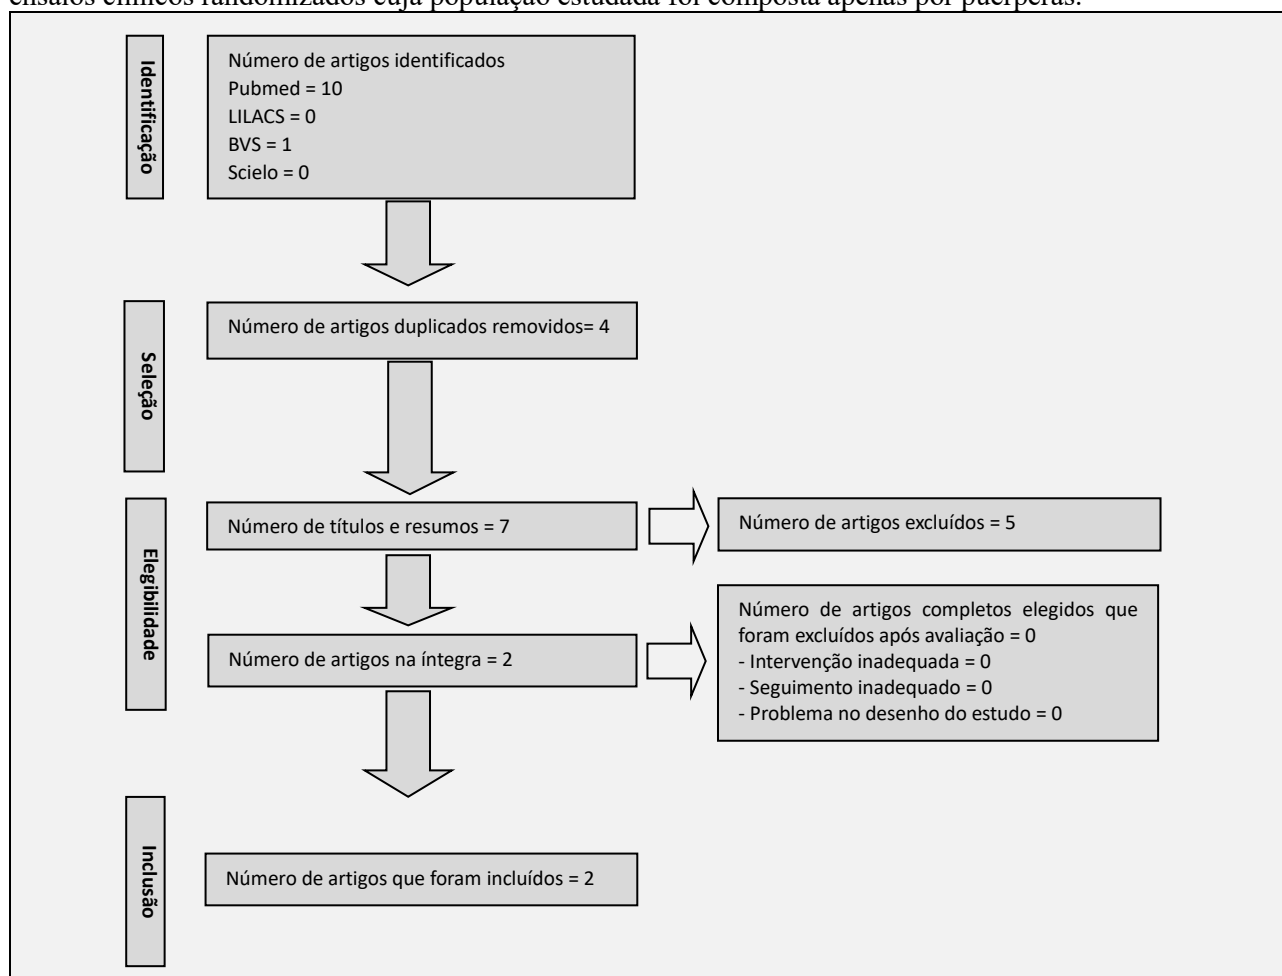 ensaios clínicos randomizados cuja população estudada foi composta apenas por puérperas.
Identificação
Número de artigos identificados
Pubmed = 10
LILACS = 0
BVS = 1
Scielo = 0
Seleção
Número de artigos duplicados removidos= 4
Elegibilidade
Número de títulos e resumos = 7
Número de artigos excluídos = 5
Número de artigos na íntegra = 2
Número de artigos completos elegidos que
foram excluídos após avaliação = 0
- Intervenção inadequada = 0
- Seguimento inadequado = 0
- Problema no desenho do estudo = 0
Inclusão
Número de artigos que foram incluídos = 2